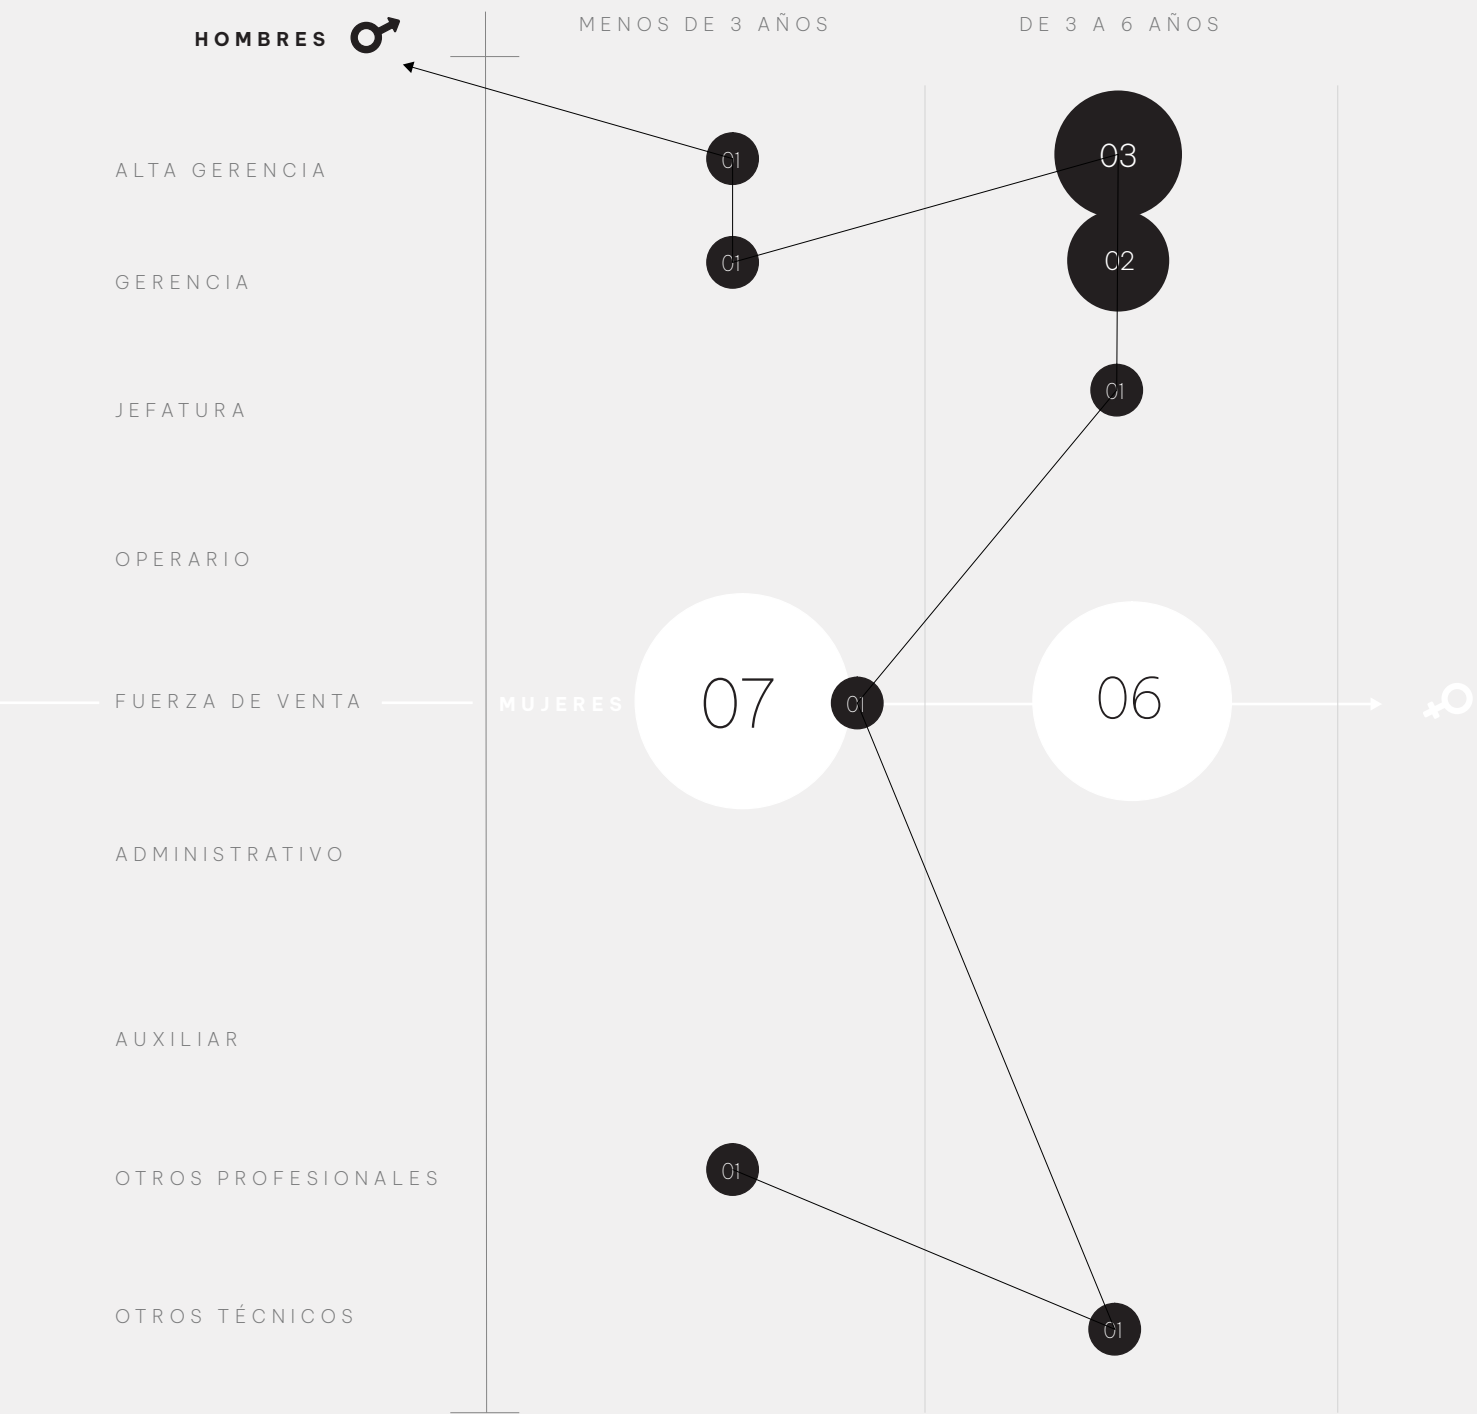 HOMBRES
MENOS DE 3 AÑOS
DE 3 A 6 AÑOS
ALTA GERENCIA
01
03
GERENCIA
01
02
JEFATURA
01
OPERARIO
FUERZA DE VENTA
MUJERES
07
01
06
ADMINISTRATIVO
AUXILIAR
OTROS PROFESIONALES
01
OTROS TÉCNICOS
01